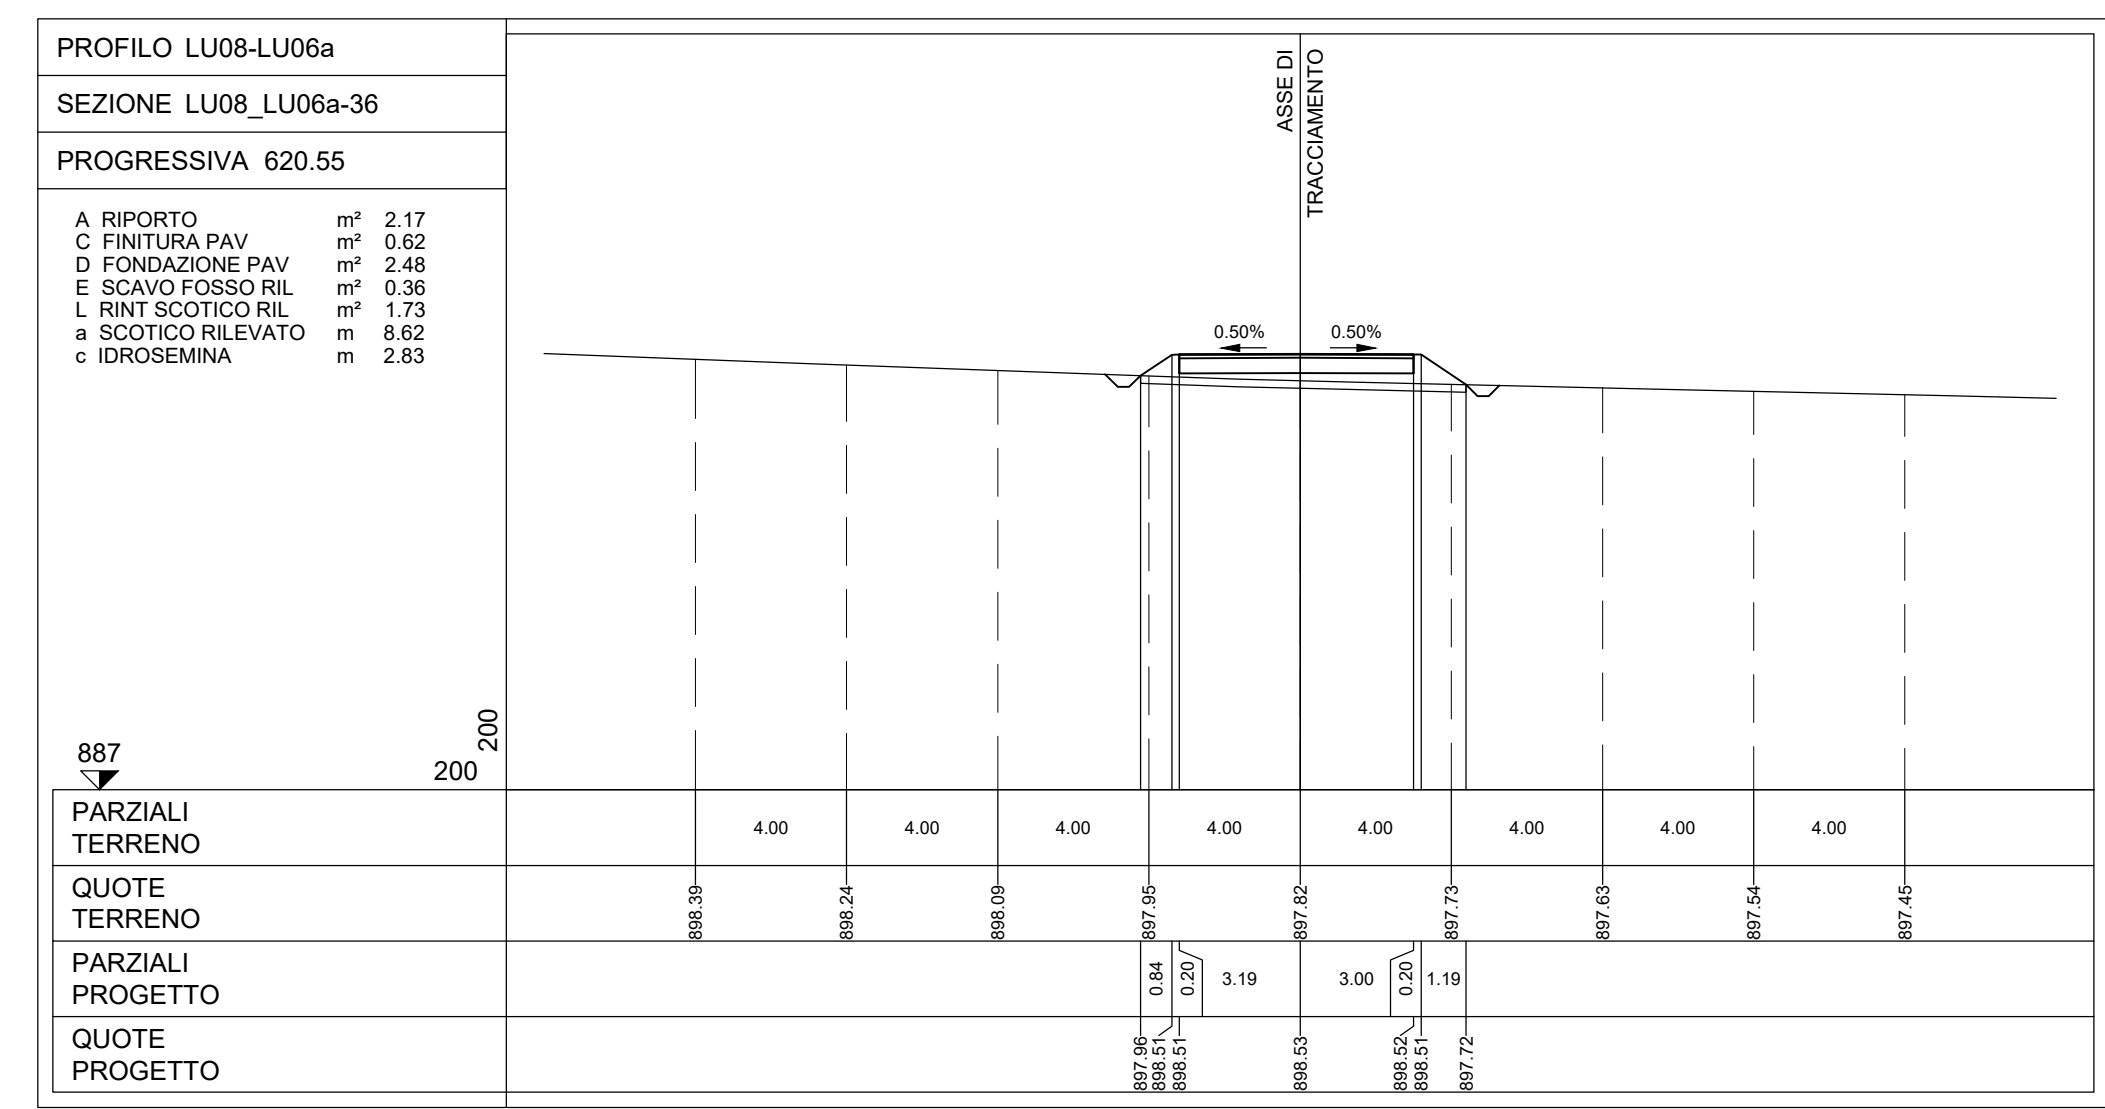 PROFILO LU08-LU06a
SEZIONE LU08_LU06a-36
PROGRESSIVA 620.55
A RIPORTO m² 2.17
C FINITURA PAV m² 0.62
D FONDAZIONE PAV m² 2.48
E SCAVO FOSSO RIL m² 0.36
L RINT SCOTICO RIL m² 1.73
a SCOTICO RILEVATO m 8.62
c IDROSEMINA m 2.83
ASSE DI
TRACCIAMENTO
0.50% 0.50%
887
200
200
PARZIALI
TERRENO
4.00 4.00 4.00 4.00 4.00 4.00 4.00 4.00
QUOTE
TERRENO
898.39 898.24 898.09 897.95 897.82 897.73 897.63 897.54 897.45
PARZIALI
PROGETTO
0.84 0.20 3.19 3.00 0.20 1.19
QUOTE
PROGETTO
897.96 898.51 898.51 898.53 898.52 898.51 897.72